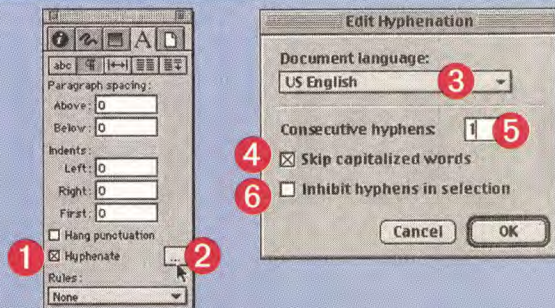 i A
abc ¶
Paragraph spacing:
Above: 0
Below: 0
Indents:
Left: 0
Right: 0
First: 0
Hang punctuation
1 Hyphenate ... 2
Rules:
None
Edit Hyphenation
Document language:
US English 3
Consecutive hyphens: 1 5
4 Skip capitalized words
6 Inhibit hyphens in selection
Cancel OK